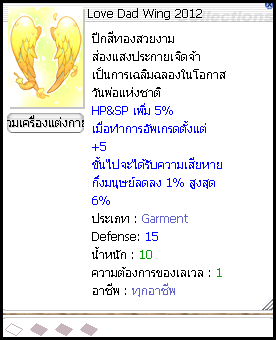 Love Dad Wing 2012
ปีกสีทองสวยงาม
ส่องแสงประกายเจิดจ้า
เป็นการเฉลิมฉลองในโอกาส
วันพ่อแห่งชาติ
HP&SP เพิ่ม 5%
เมื่อทำการอัพเกรดตั้งแต่
+5
ขึ้นไปจะได้รับความเสียหาย
กึ่งมนุษย์ลดลง 1% สูงสุด
6%
ประเภท : Garment
Defense: 15
น้ำหนัก : 10
ความต้องการของเลเวล : 1
อาชีพ : ทุกอาชีพ
วมเครื่องแต่งกาย